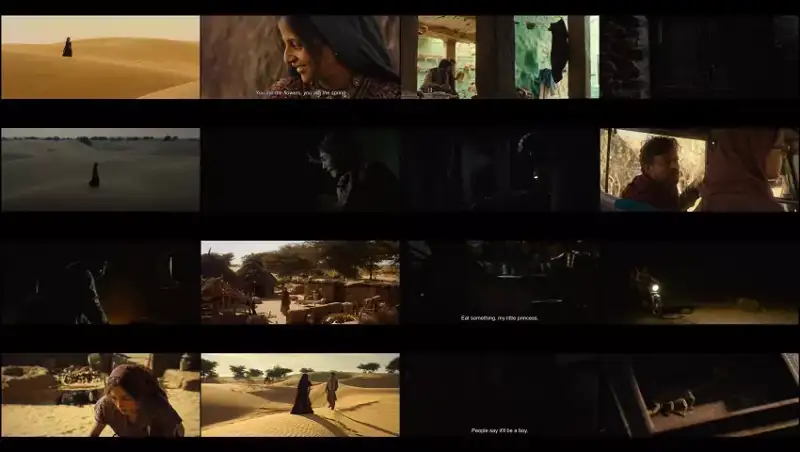 You are the flowers, you are the spring
Eat something, my little princess.
People say it'll be a boy.